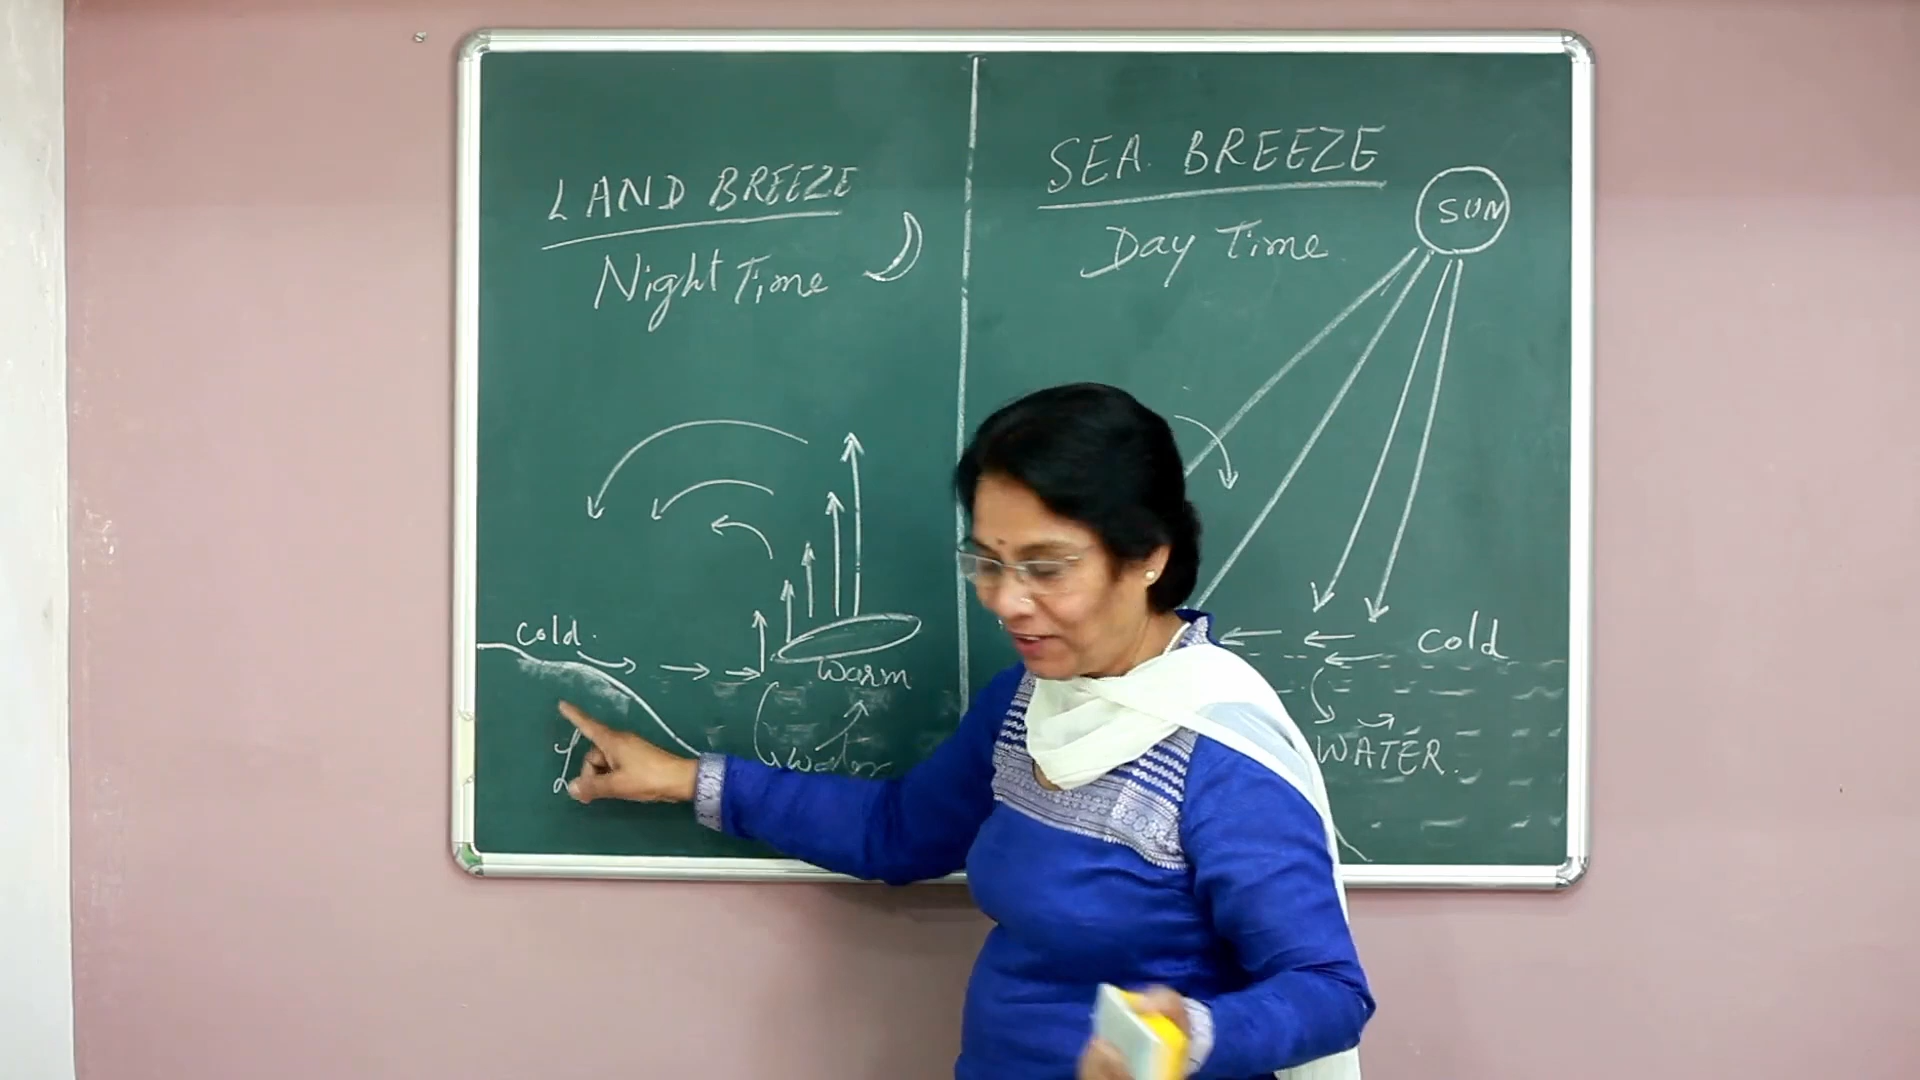 LAND BREEZE
Night Time
cold.
warm
water
SEA. BREEZE
Day Time
SUN
cold
WATER.